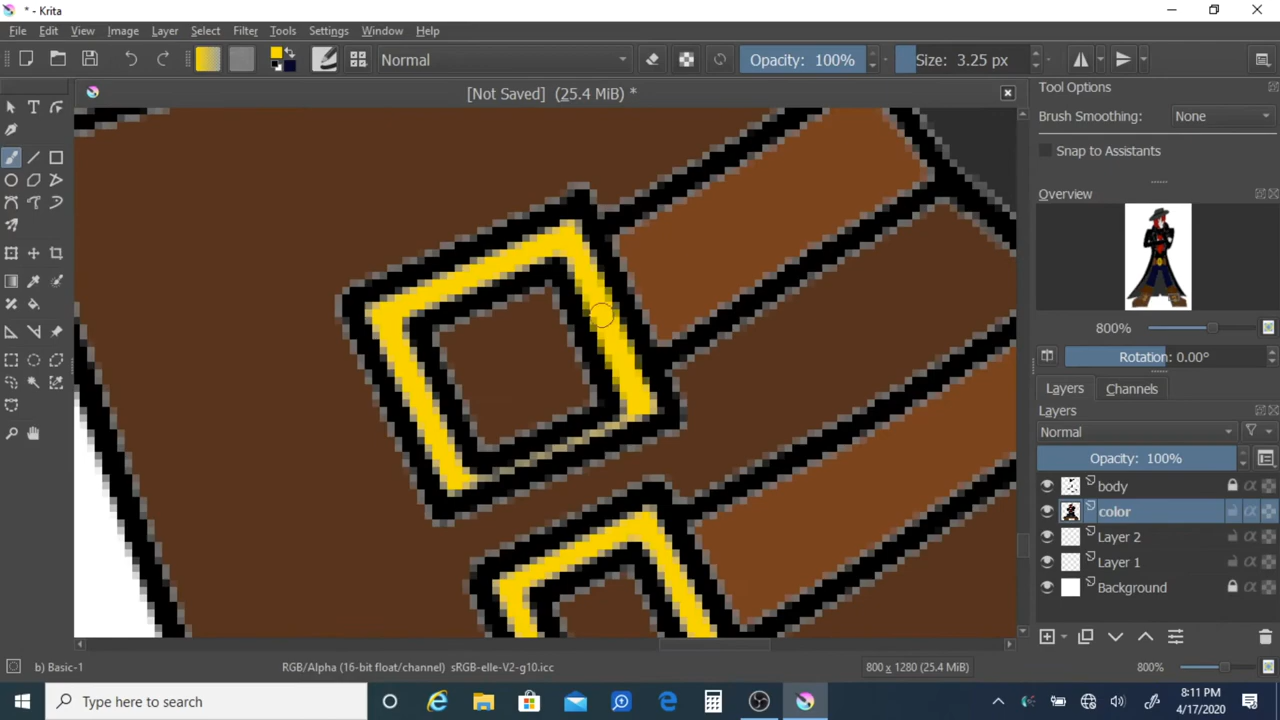 * - Krita
File Edit View Image Layer Select Filter Tools Settings Window Help
Normal Opacity: 100% Size: 3.25 px
[Not Saved] (25.4 MiB) *
Tool Options
Brush Smoothing: None
Snap to Assistants
Overview
800%
Rotation: 0.00°
Layers Channels
Layers
Normal
Opacity: 100%
body
color
Layer 2
Layer 1
Background
b) Basic-1 RGB/Alpha (16-bit float/channel) sRGB-elle-V2-g10.icc 800 x 1280 (25.4 MiB) 800%
Type here to search
8:11 PM
4/17/2020